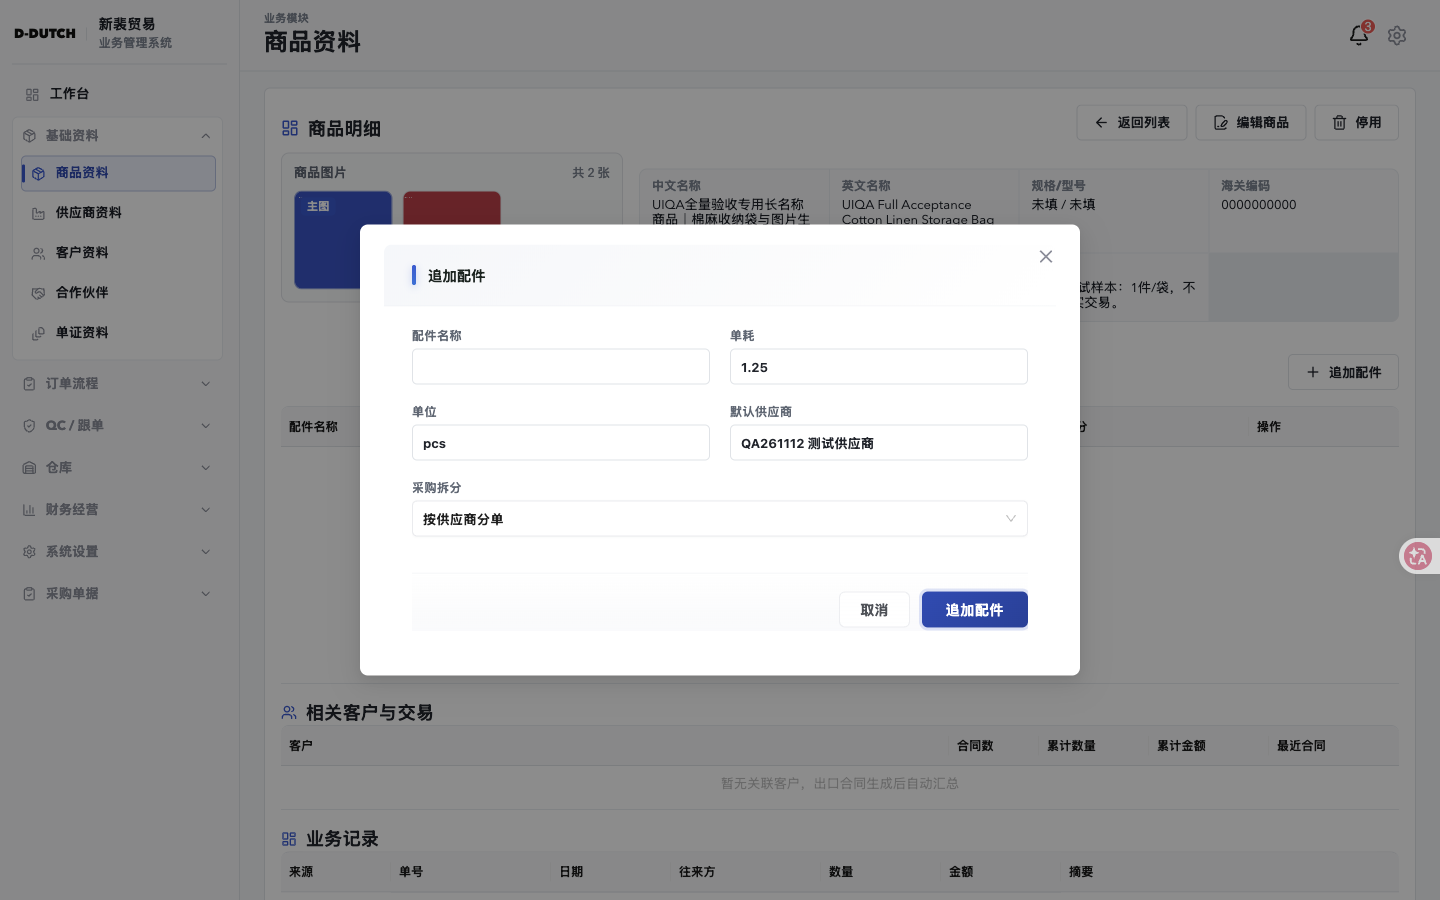 D-DUTCH
新裴贸易
业务管理系统
工作台
基础资料
商品资料
供应商资料
客户资料
合作伙伴
单证资料
订单流程
QC / 跟单
仓库
财务经营
系统设置
采购单据
业务模块
商品资料
3
商品明细
返回列表
编辑商品
停用
商品图片
共 2 张
主图
中文名称
UIQA全量验收专用长名称
商品｜棉麻收纳袋与图片生
英文名称
UIQA Full Acceptance
Cotton Linen Storage Bag
规格/型号
未填 / 未填
海关编码
0000000000
试样本：1件/袋，不
交易。
追加配件
配件名称
操作
追加配件
配件名称
单耗
1.25
单位
pcs
默认供应商
QA261112 测试供应商
采购拆分
按供应商分单
取消
追加配件
相关客户与交易
客户
合同数
累计数量
累计金额
最近合同
暂无关联客户，出口合同生成后自动汇总
业务记录
来源
单号
日期
往来方
数量
金额
摘要